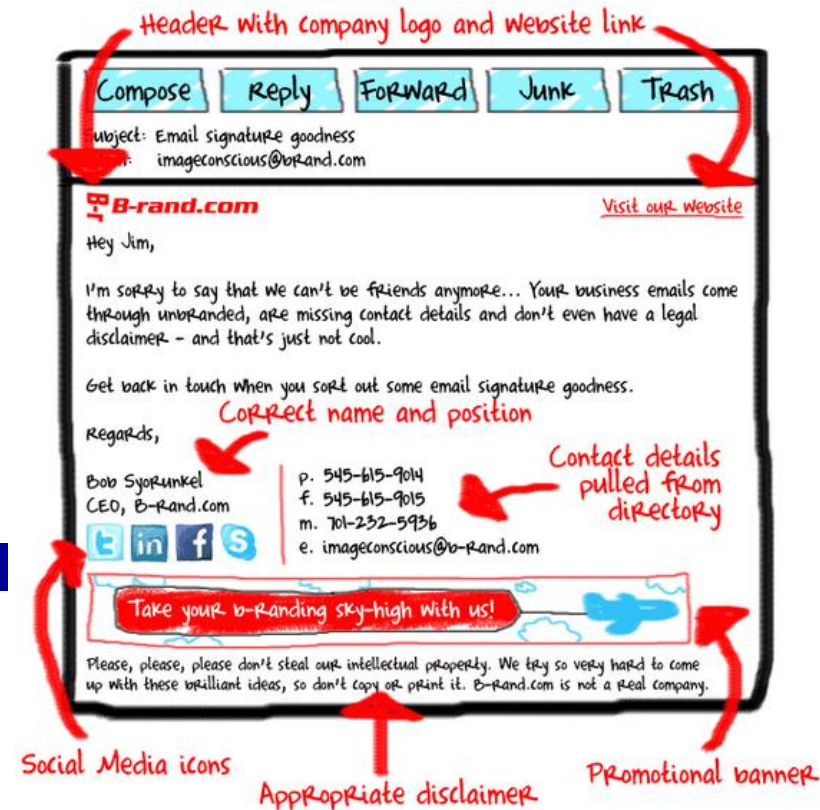 Header with company logo and website link
Compose Reply Forward Junk Trash
Subject: Email signature goodness
imageconscious@brand.com
B-r B-rand.com Visit our website
Hey Jim,
I'm sorry to say that we can't be friends anymore... Your business emails come
through unbranded, are missing contact details and don't even have a legal
disclaimer - and that's just not cool.
Get back in touch when you sort out some email signature goodness.
Correct name and position
Regards,
Contact details
pulled from
directory
Bob Syorunkel
CEO, B-Rand.com
p. 545-615-9014
f. 545-615-9015
m. 701-232-5936
e. imageconscious@b-rand.com
t in f S
Take your b-randing sky-high with us!
Please, please, please don't steal our intellectual property. We try so very hard to come
up with these brilliant ideas, so don't copy or print it. B-Rand.com is not a real company.
Social Media icons
Appropriate disclaimer
Promotional banner